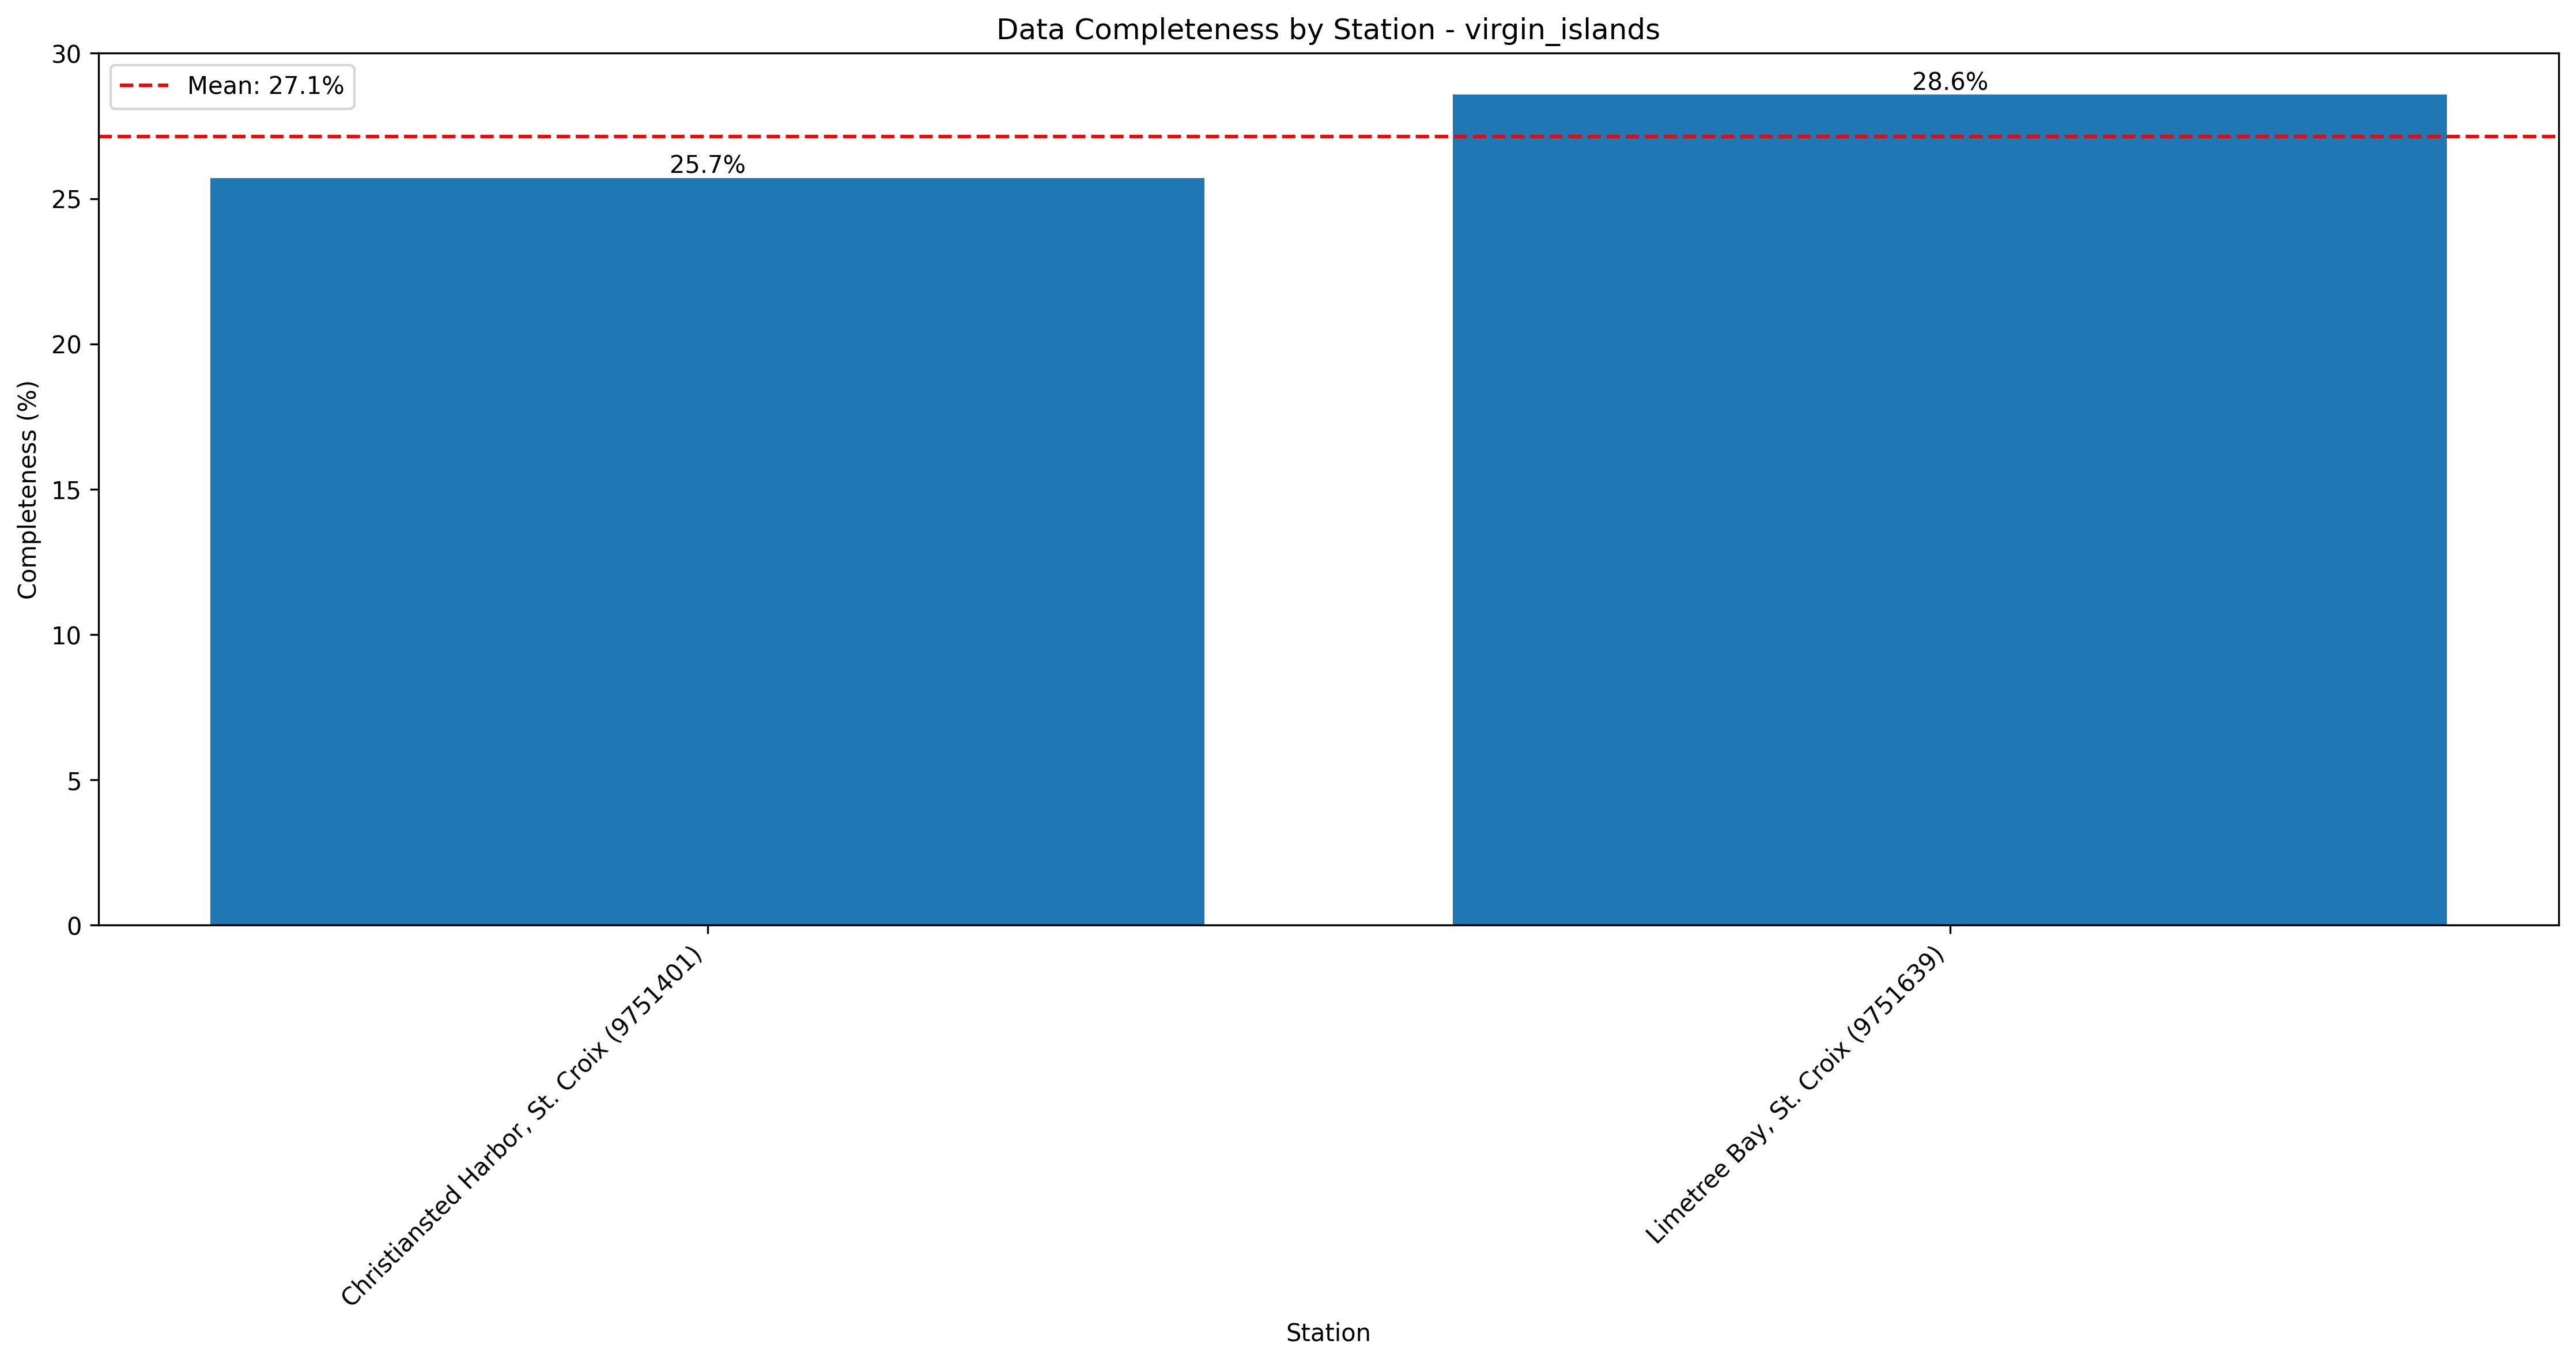 Data Completeness by Station - virgin_islands
Mean: 27.1%
Completeness (%)
30
25
20
15
10
5
0
25.7%
28.6%
Christiansted Harbor, St. Croix (9751401)
Limetree Bay, St. Croix (9751639)
Station